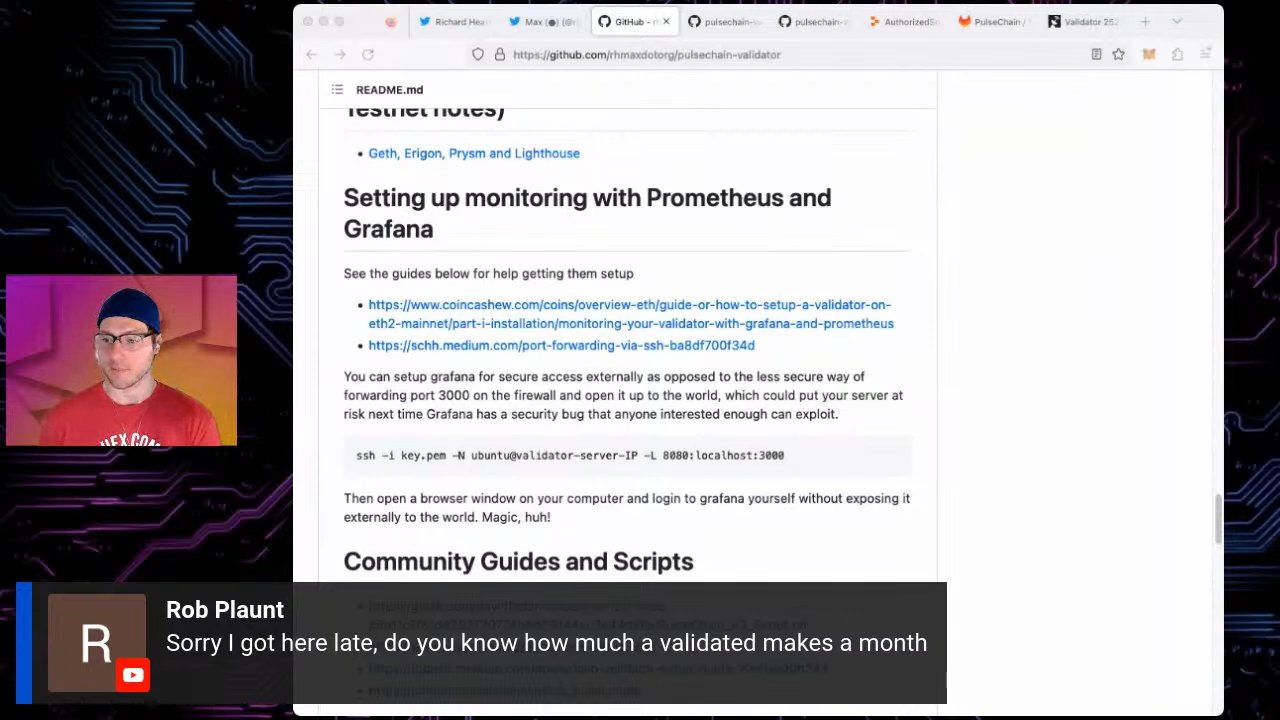 Richard Hea
Max (
GitHub - r
pulsechain-
pulsechain-
AuthorizedS
PulseChain /
Validator 252
https://github.com/rhmaxdotorg/pulsechain-validator
README.md
Testnet notes)
• Geth, Erigon, Prysm and Lighthouse
Setting up monitoring with Prometheus and
Grafana
See the guides below for help getting them setup
• https://www.coincashew.com/coins/overview-eth/guide-or-how-to-setup-a-validator-on-
eth2-mainnet/part-i-installation/monitoring-your-validator-with-grafana-and-prometheus
• https://schh.medium.com/port-forwarding-via-ssh-ba8df700f34d
You can setup grafana for secure access externally as opposed to the less secure way of
forwarding port 3000 on the firewall and open it up to the world, which could put your server at
risk next time Grafana has a security bug that anyone interested enough can exploit.
ssh -i key.pem -N ubuntu@validator-server-IP -L 8080:localhost:3000
Then open a browser window on your computer and login to grafana yourself without exposing it
externally to the world. Magic, huh!
Community Guides and Scripts
HEX.COM
R
Rob Plaunt
Sorry I got here late, do you know how much a validated makes a month